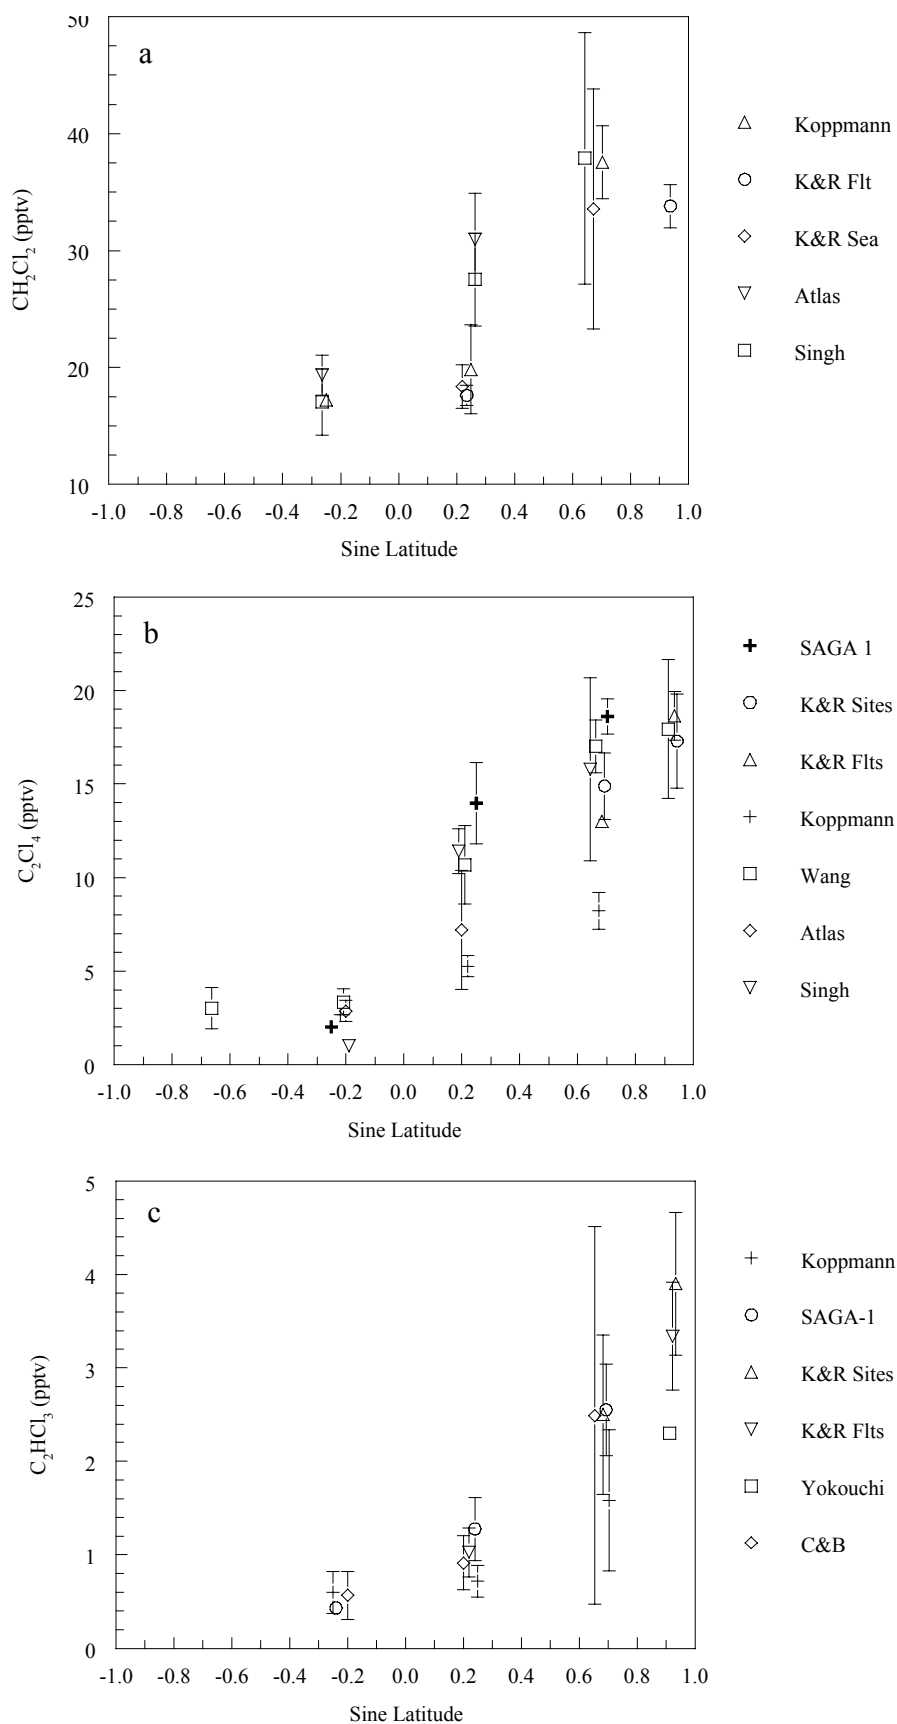 50
a
40
30
20
10
CH2Cl2 (pptv)
-1.0 -0.8 -0.6 -0.4 -0.2 0.0 0.2 0.4 0.6 0.8 1.0
Sine Latitude
Koppmann
K&R Flt
K&R Sea
Atlas
Singh
25
b
20
15
10
5
0
C2Cl4 (pptv)
-1.0 -0.8 -0.6 -0.4 -0.2 0.0 0.2 0.4 0.6 0.8 1.0
Sine Latitude
SAGA 1
K&R Sites
K&R Flts
Koppmann
Wang
Atlas
Singh
5
c
4
3
2
1
0
C2HCl3 (pptv)
-1.0 -0.8 -0.6 -0.4 -0.2 0.0 0.2 0.4 0.6 0.8 1.0
Sine Latitude
Koppmann
SAGA-1
K&R Sites
K&R Flts
Yokouchi
C&B